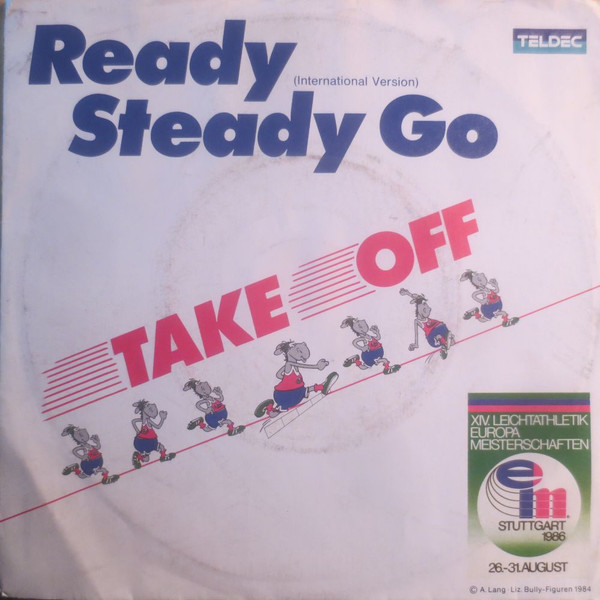 TELDEC
Ready
(International Version)
Steady Go
TAKE OFF
XIV. LEICHTATHLETIK
EUROPA
MEISTERSCHAFTEN
em
STUTTGART
1986
26.-31.AUGUST
© A. Lang · Liz. Bully-Figuren 1984